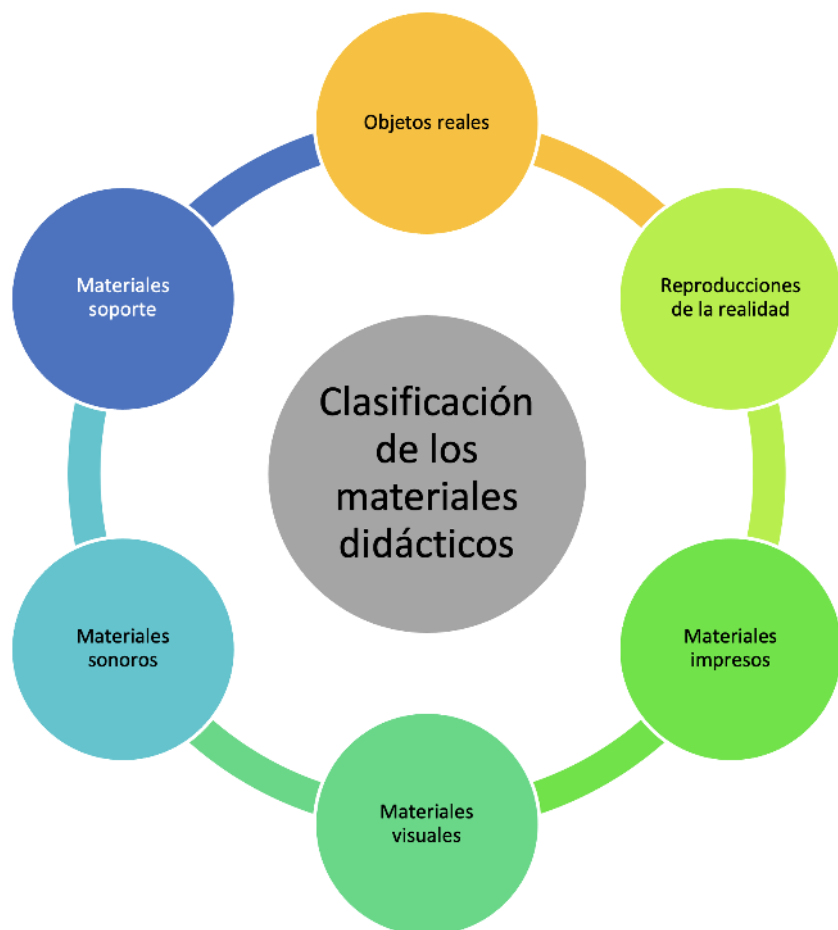 Objetos reales
Reproducciones
de la realidad
Materiales
impresos
Materiales
visuales
Materiales
sonoros
Materiales
soporte
Clasificación
de los
materiales
didácticos